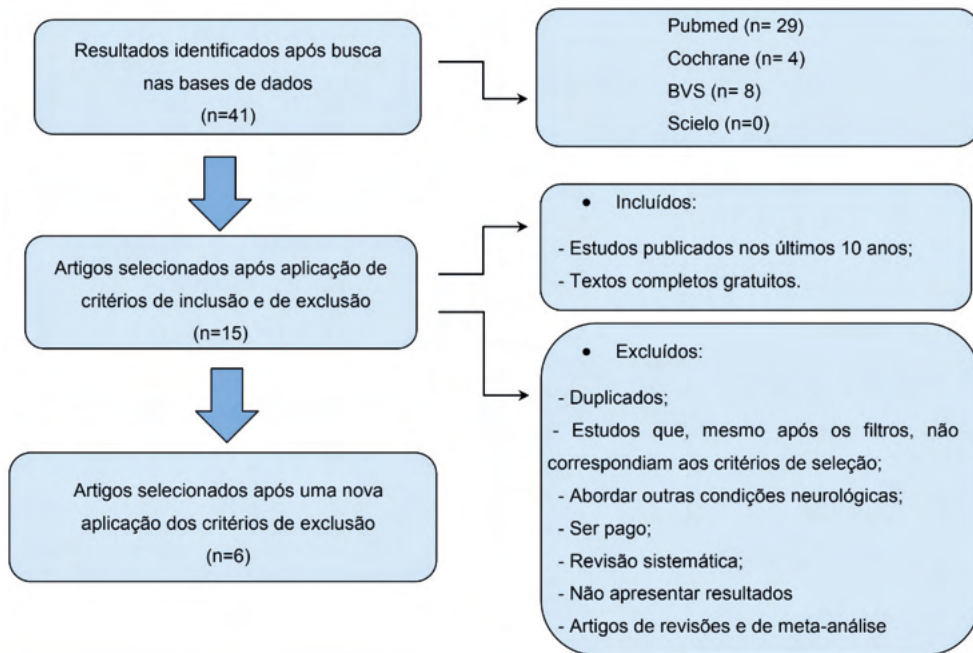 Resultados identificados após busca
nas bases de dados
(n=41)
Pubmed (n= 29)
Cochrane (n= 4)
BVS (n= 8)
Scielo (n=0)
Artigos selecionados após aplicação de
critérios de inclusão e de exclusão
(n=15)
• Incluídos:
- Estudos publicados nos últimos 10 anos;
- Textos completos gratuitos.
• Excluídos:
- Duplicados;
- Estudos que, mesmo após os filtros, não
correspondiam aos critérios de seleção;
- Abordar outras condições neurológicas;
- Ser pago;
- Revisão sistemática;
- Não apresentar resultados
- Artigos de revisões e de meta-análise
Artigos selecionados após uma nova
aplicação dos critérios de exclusão
(n=6)